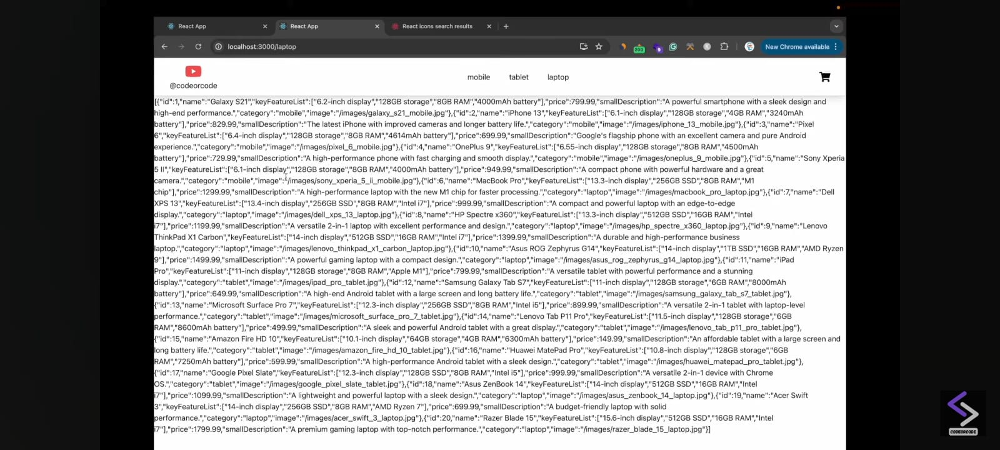 React App
React App
React icons search results
localhost:3000/laptop
200
9
New Chrome available
@codeorcode
mobile
tablet
laptop
[{"id":1,"name":"Galaxy S21","keyFeatureList":["6.2-inch display","128GB storage","8GB RAM","4000mAh battery"],"price":799.99,"smallDescription":"A powerful smartphone with a sleek design and
high-end performance.","category":"mobile","image":"/images/galaxy_s21_mobile.jpg"},{"id":2,"name":"iPhone 13","keyFeatureList":["6.1-inch display","128GB storage","4GB RAM","3240mAh
battery"],"price":829.99,"smallDescription":"The latest iPhone with improved cameras and longer battery life.","category":"mobile","image":"/images/iphone_13_mobile.jpg"},{"id":3,"name":"Pixel
6","keyFeatureList":["6.4-inch display","128GB storage","8GB RAM","4614mAh battery"],"price":699.99,"smallDescription":"Google's flagship phone with an excellent camera and pure Android
experience.","category":"mobile","image":"/images/pixel_6_mobile.jpg"},{"id":4,"name":"OnePlus 9","keyFeatureList":["6.55-inch display","128GB storage","8GB RAM","4500mAh
battery"],"price":729.99,"smallDescription":"A high-performance phone with fast charging and smooth display.","category":"mobile","image":"/images/oneplus_9_mobile.jpg"},{"id":5,"name":"Sony Xperia
5 II","keyFeatureList":["6.1-inch display","128GB storage","8GB RAM","4000mAh battery"],"price":949.99,"smallDescription":"A compact phone with powerful hardware and a great
camera.","category":"mobile","image":"/images/sony_xperia_5_ii_mobile.jpg"},{"id":6,"name":"MacBook Pro","keyFeatureList":["13.3-inch display","256GB SSD","8GB RAM","M1
chip"],"price":1299.99,"smallDescription":"A high-performance laptop with the new M1 chip for faster processing.","category":"laptop","image":"/images/macbook_pro_laptop.jpg"},{"id":7,"name":"Dell
XPS 13","keyFeatureList":["13.4-inch display","256GB SSD","8GB RAM","Intel i7"],"price":999.99,"smallDescription":"A compact and powerful laptop with an edge-to-edge
display.","category":"laptop","image":"/images/dell_xps_13_laptop.jpg"},{"id":8,"name":"HP Spectre x360","keyFeatureList":["13.3-inch display","512GB SSD","16GB RAM","Intel
i7"],"price":1199.99,"smallDescription":"A versatile 2-in-1 laptop with excellent performance and design.","category":"laptop","image":"/images/hp_spectre_x360_laptop.jpg"},{"id":9,"name":"Lenovo
ThinkPad X1 Carbon","keyFeatureList":["14-inch display","512GB SSD","16GB RAM","Intel i7"],"price":1399.99,"smallDescription":"A durable and high-performance business
laptop.","category":"laptop","image":"/images/lenovo_thinkpad_x1_carbon_laptop.jpg"},{"id":10,"name":"Asus ROG Zephyrus G14","keyFeatureList":["14-inch display","1TB SSD","16GB RAM","AMD Ryzen
9"],"price":1499.99,"smallDescription":"A powerful gaming laptop with a compact design.","category":"laptop","image":"/images/asus_rog_zephyrus_g14_laptop.jpg"},{"id":11,"name":"iPad
Pro","keyFeatureList":["11-inch display","128GB storage","8GB RAM","Apple M1"],"price":799.99,"smallDescription":"A versatile tablet with powerful performance and a stunning
display.","category":"tablet","image":"/images/ipad_pro_tablet.jpg"},{"id":12,"name":"Samsung Galaxy Tab S7","keyFeatureList":["11-inch display","128GB storage","6GB RAM","8000mAh
battery"],"price":649.99,"smallDescription":"A high-end Android tablet with a large screen and long battery life.","category":"tablet","image":"/images/samsung_galaxy_tab_s7_tablet.jpg"},
{"id":13,"name":"Microsoft Surface Pro 7","keyFeatureList":["12.3-inch display","256GB SSD","8GB RAM","Intel i5"],"price":899.99,"smallDescription":"A versatile 2-in-1 tablet with laptop-level
performance.","category":"tablet","image":"/images/microsoft_surface_pro_7_tablet.jpg"},{"id":14,"name":"Lenovo Tab P11 Pro","keyFeatureList":["11.5-inch display","128GB storage","6GB
RAM","8600mAh battery"],"price":499.99,"smallDescription":"A sleek and powerful Android tablet with a great display.","category":"tablet","image":"/images/lenovo_tab_p11_pro_tablet.jpg"},
{"id":15,"name":"Amazon Fire HD 10","keyFeatureList":["10.1-inch display","64GB storage","4GB RAM","6300mAh battery"],"price":149.99,"smallDescription":"An affordable tablet with a large screen and
long battery life.","category":"tablet","image":"/images/amazon_fire_hd_10_tablet.jpg"},{"id":16,"name":"Huawei MatePad Pro","keyFeatureList":["10.8-inch display","128GB storage","6GB
RAM","7250mAh battery"],"price":599.99,"smallDescription":"A high-performance Android tablet with a sleek design.","category":"tablet","image":"/images/huawei_matepad_pro_tablet.jpg"},
{"id":17,"name":"Google Pixel Slate","keyFeatureList":["12.3-inch display","128GB storage","8GB RAM","Intel i5"],"price":999.99,"smallDescription":"A versatile 2-in-1 device with Chrome
OS.","category":"tablet","image":"/images/google_pixel_slate_tablet.jpg"},{"id":18,"name":"Asus ZenBook 14","keyFeatureList":["14-inch display","512GB SSD","16GB RAM","Intel
i7"],"price":1099.99,"smallDescription":"A lightweight and powerful laptop with a sleek design.","category":"laptop","image":"/images/asus_zenbook_14_laptop.jpg"},{"id":19,"name":"Acer Swift
3","keyFeatureList":["14-inch display","256GB SSD","8GB RAM","AMD Ryzen 7"],"price":699.99,"smallDescription":"A budget-friendly laptop with solid
performance.","category":"laptop","image":"/images/acer_swift_3_laptop.jpg"},{"id":20,"name":"Razer Blade 15","keyFeatureList":["15.6-inch display","512GB SSD","16GB RAM","Intel
i7"],"price":1799.99,"smallDescription":"A premium gaming laptop with top-notch performance.","category":"laptop","image":"/images/razer_blade_15_laptop.jpg"}]
CODEORCODE